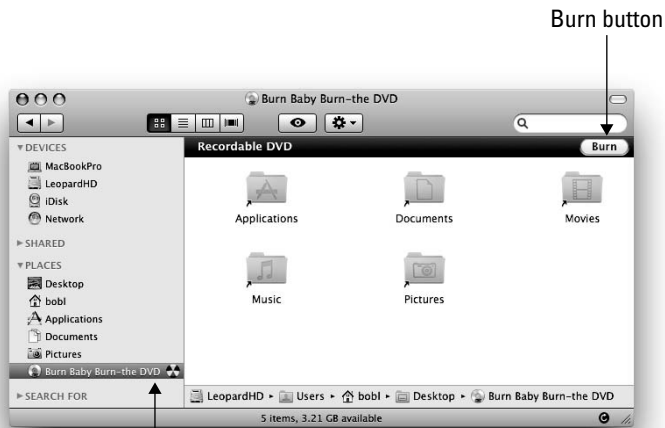 Burn button
Burn Baby Burn-the DVD
DEVICES
MacBookPro
LeopardHD
iDisk
Network
SHARED
PLACES
Desktop
bobl
Applications
Documents
Pictures
Burn Baby Burn-the DVD
SEARCH FOR
Recordable DVD
Burn
Applications
Documents
Movies
Music
Pictures
LeopardHD ▸ Users ▸ bobl ▸ Desktop ▸ Burn Baby Burn-the DVD
5 items, 3.21 GB available